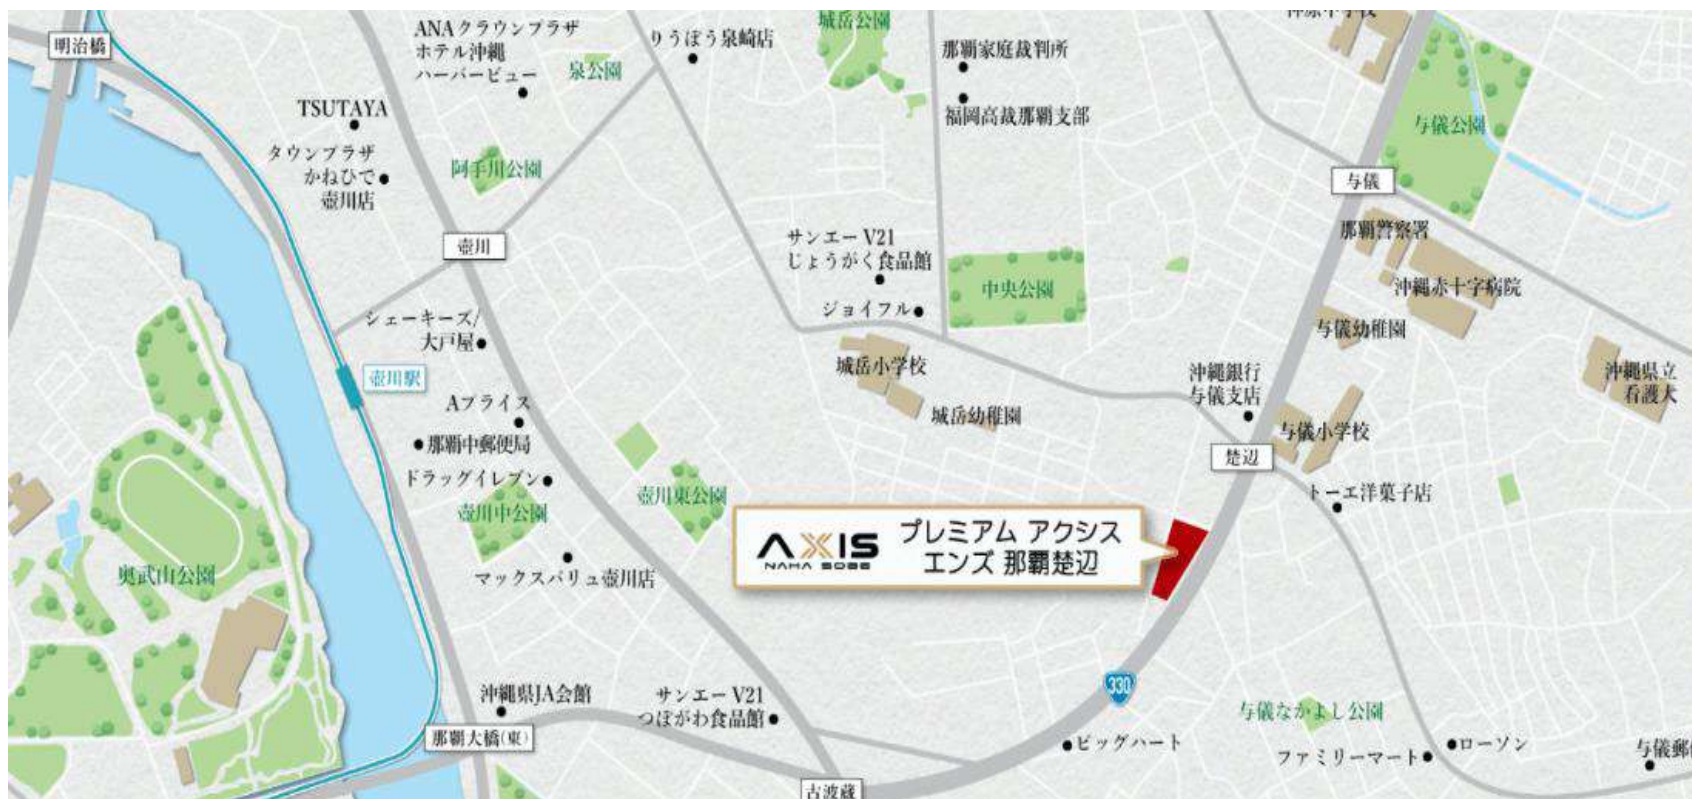 明治橋
ANAクラウンプラザ
ホテル沖縄
ハーバービュー
泉公園
りうぼう泉崎店
城岳公園
那覇家庭裁判所
福岡高裁那覇支部
与儀公園
TSUTAYA
タウンプラザ
かねひで
壺川店
阿手川公園
与儀
那覇警察署
沖縄赤十字病院
与儀幼稚園
沖縄県立
看護大
壺川
サンエー V21
じょうがく食品館
中央公園
ジョイフル
シェーキーズ/
大戸屋
壺川駅
城岳小学校
城岳幼稚園
沖縄銀行
与儀支店
与儀小学校
楚辺
トーエ洋菓子店
Aプライス
那覇中郵便局
ドラッグイレブン
壺川中公園
壺川東公園
マックスバリュ壺川店
AXIS
NAHA SOBE
プレミアム アクシス
エンズ 那覇楚辺
奥武山公園
330
沖縄県JA会館
サンエー V21
つぼがわ食品館
那覇大橋(東)
古波蔵
ビッグハート
与儀なかよし公園
ファミリーマート
ローソン
与儀郵